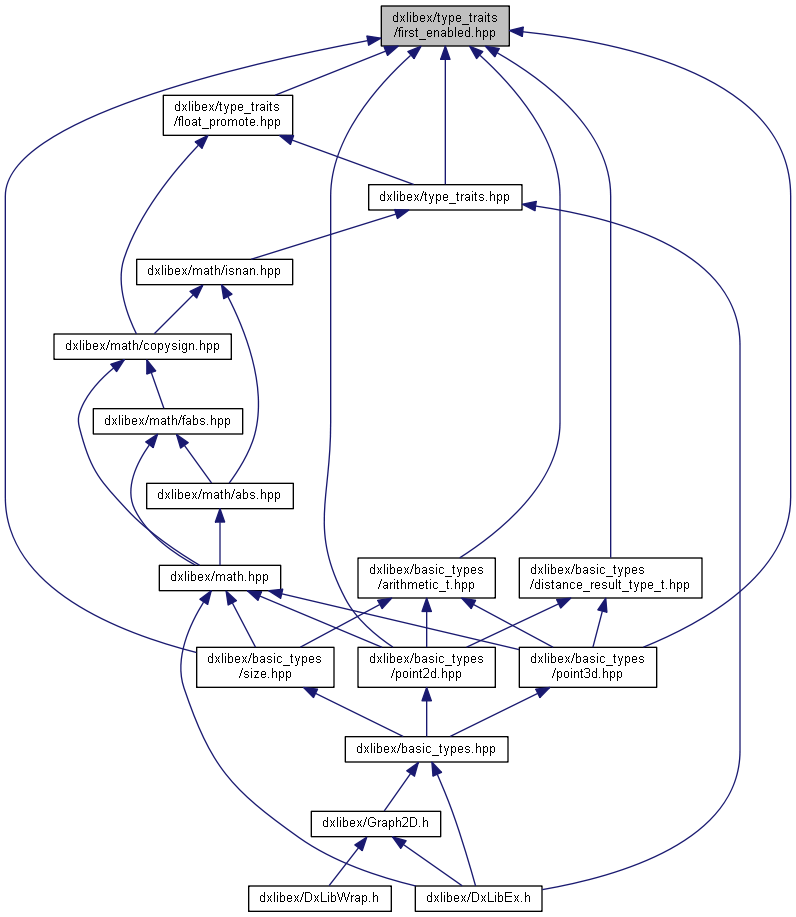 dxlibex/type_traits
/first_enabled.hpp
dxlibex/type_traits
/float_promote.hpp
dxlibex/type_traits.hpp
dxlibex/math/isnan.hpp
dxlibex/math/copysign.hpp
dxlibex/math/fabs.hpp
dxlibex/math/abs.hpp
dxlibex/math.hpp
dxlibex/basic_types
/arithmetic_t.hpp
dxlibex/basic_types
/distance_result_type_t.hpp
dxlibex/basic_types
/size.hpp
dxlibex/basic_types
/point2d.hpp
dxlibex/basic_types
/point3d.hpp
dxlibex/basic_types.hpp
dxlibex/Graph2D.h
dxlibex/DxLibWrap.h
dxlibex/DxLibEx.h